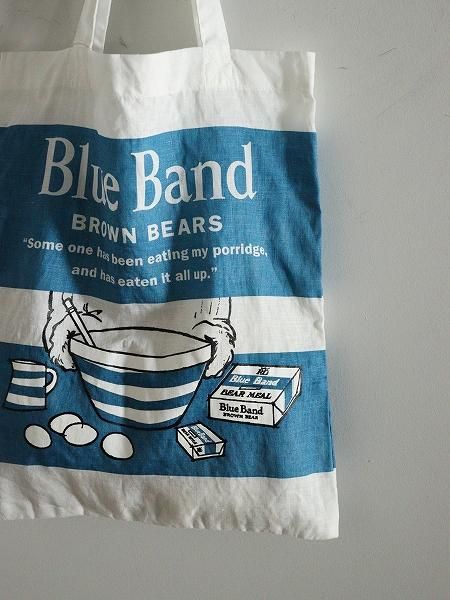 Blue Band
BROWN BEARS
“Some one has been eating my porridge,
and has eaten it all up.”
Blue Band
BEAR MEAL
Blue Band
BROWN BEAR